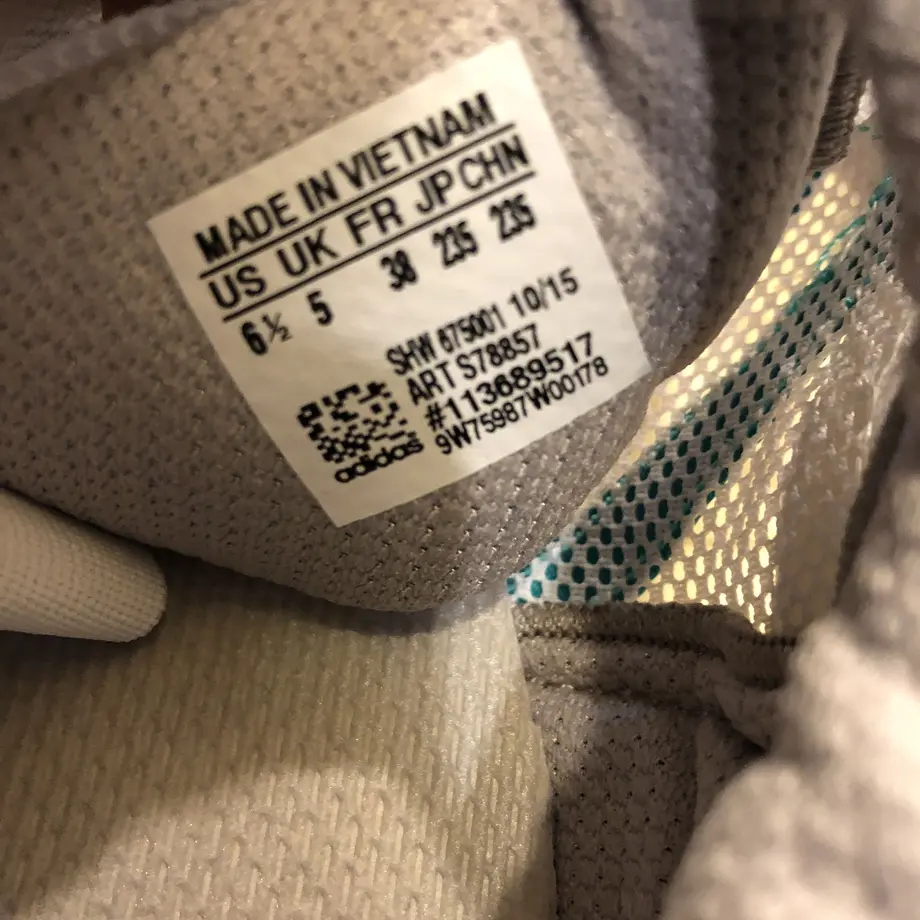 MADE IN VIETNAM
US UK FR JP CHN
6½ 5 38 235 235
SHW 675001 10/15
ART S78857
#113689517
9W75987W00178
adidas